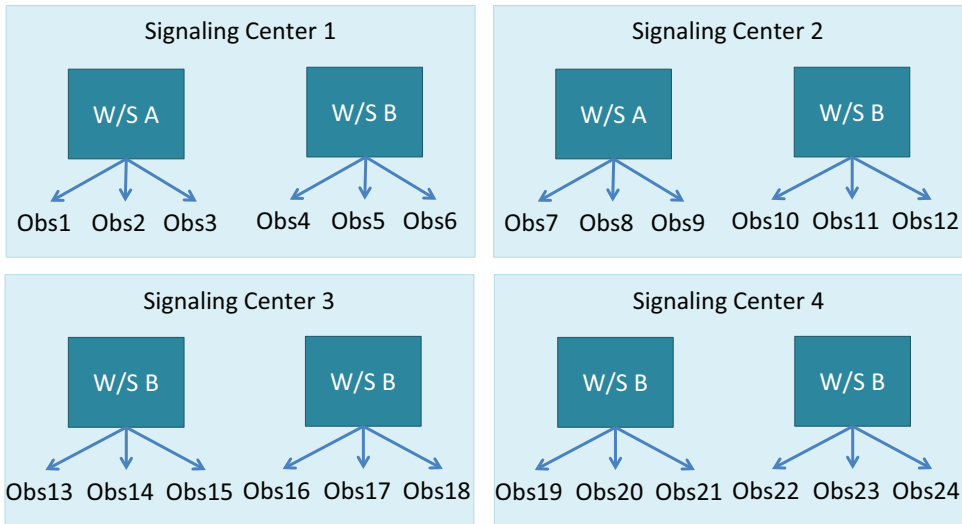 Signaling Center 1
W/S A
W/S B
Obs1 Obs2 Obs3
Obs4 Obs5 Obs6
Signaling Center 2
W/S A
W/S B
Obs7 Obs8 Obs9
Obs10 Obs11 Obs12
Signaling Center 3
W/S B
W/S B
Obs13 Obs14 Obs15
Obs16 Obs17 Obs18
Signaling Center 4
W/S B
W/S B
Obs19 Obs20 Obs21
Obs22 Obs23 Obs24